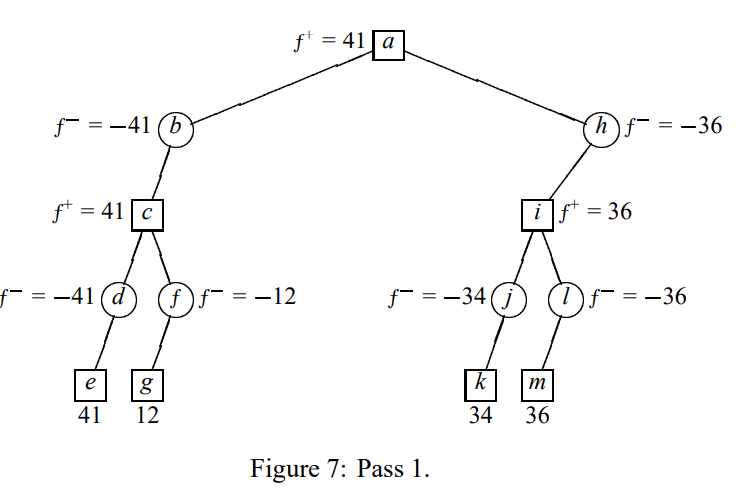 f⁺ = 41 a
f⁻ = −41 b h f⁻ = −36
f⁺ = 41 c i f⁺ = 36
f⁻ = −41 d f f⁻ = −12 f⁻ = −34 j l f⁻ = −36
e g k m
41 12 34 36
Figure 7: Pass 1.